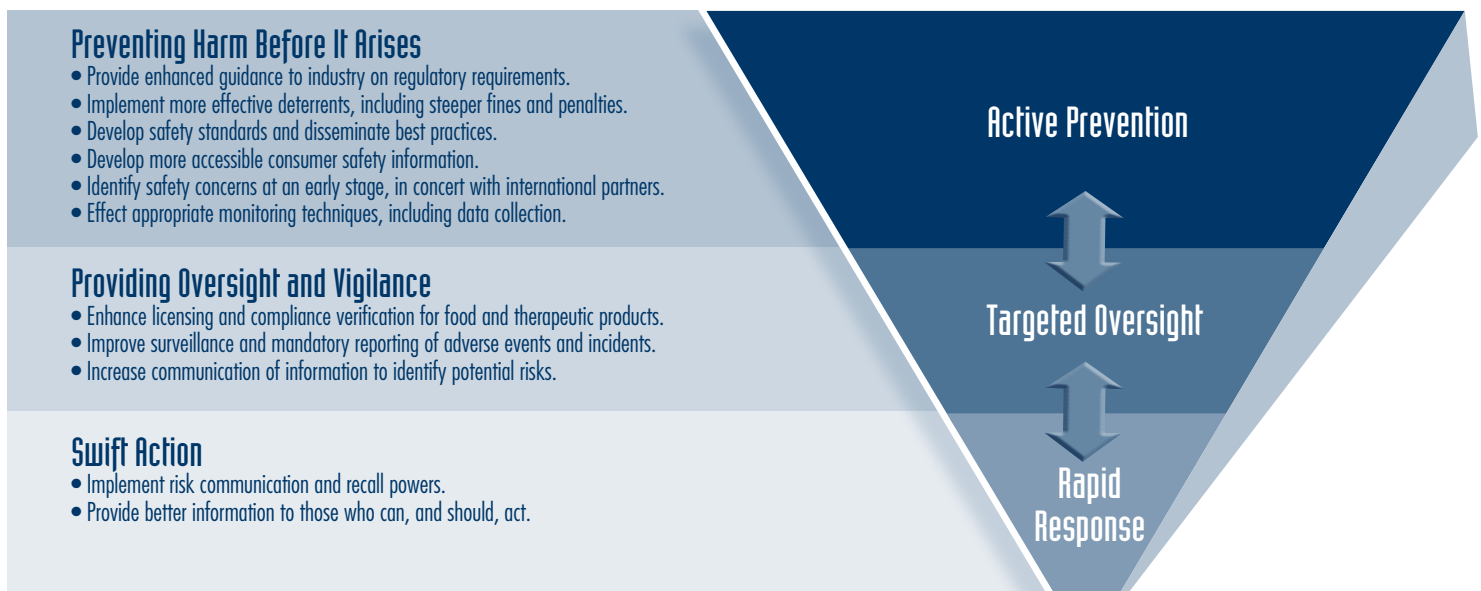 Preventing Harm Before It Arises
• Provide enhanced guidance to industry on regulatory requirements.
• Implement more effective deterrents, including steeper fines and penalties.
• Develop safety standards and disseminate best practices.
• Develop more accessible consumer safety information.
• Identify safety concerns at an early stage, in concert with international partners.
• Effect appropriate monitoring techniques, including data collection.
Active Prevention
Providing Oversight and Vigilance
• Enhance licensing and compliance verification for food and therapeutic products.
• Improve surveillance and mandatory reporting of adverse events and incidents.
• Increase communication of information to identify potential risks.
Targeted Oversight
Swift Action
• Implement risk communication and recall powers.
• Provide better information to those who can, and should, act.
Rapid
Response